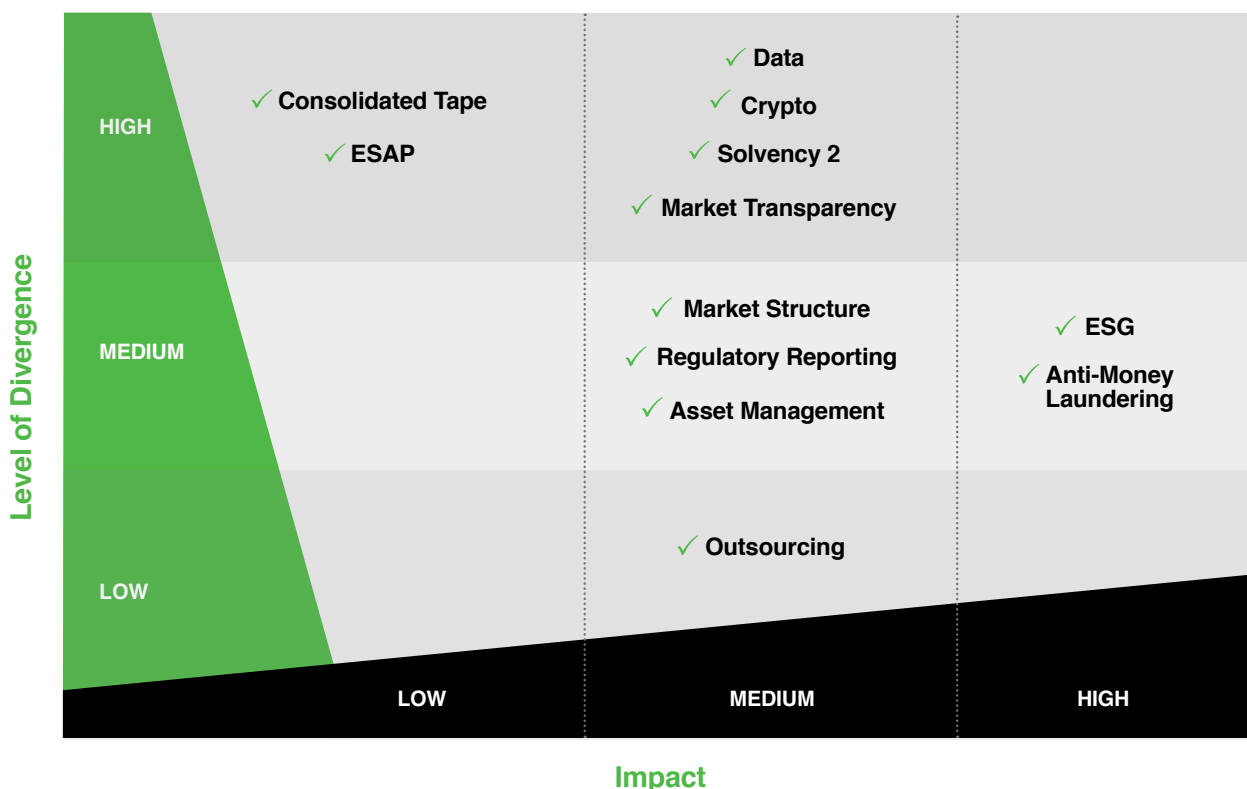 Level of Divergence
HIGH
✓ Consolidated Tape
✓ ESAP
✓ Data
✓ Crypto
✓ Solvency 2
✓ Market Transparency
MEDIUM
✓ Market Structure
✓ Regulatory Reporting
✓ Asset Management
✓ ESG
✓ Anti-Money
Laundering
LOW
✓ Outsourcing
LOW
MEDIUM
HIGH
Impact